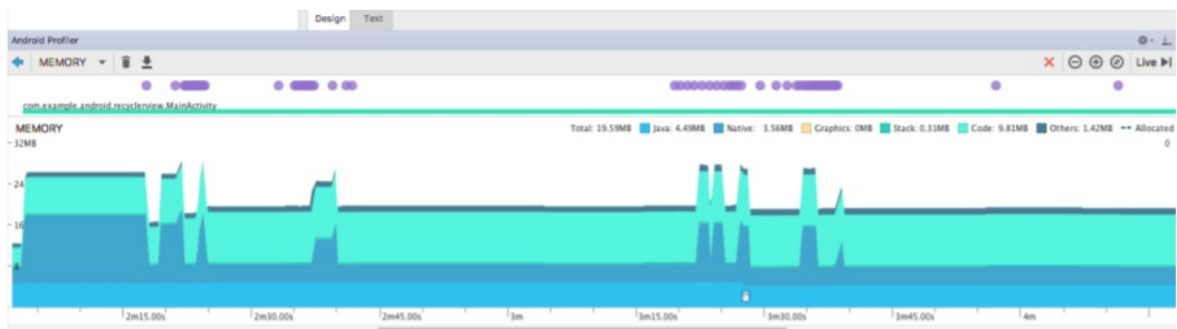 Design Text
Android Profiler
MEMORY Live
com.example.android.recyclerview.MainActivity
MEMORY Total: 19.59MB Java: 4.49MB Native: 3.56MB Graphics: 0MB Stack: 0.31MB Code: 9.81MB Others: 1.42MB Allocated
32MB 0
24
16
8
2m15.00s 2m30.00s 2m45.00s 3m 3m15.00s 3m30.00s 3m45.00s 4m